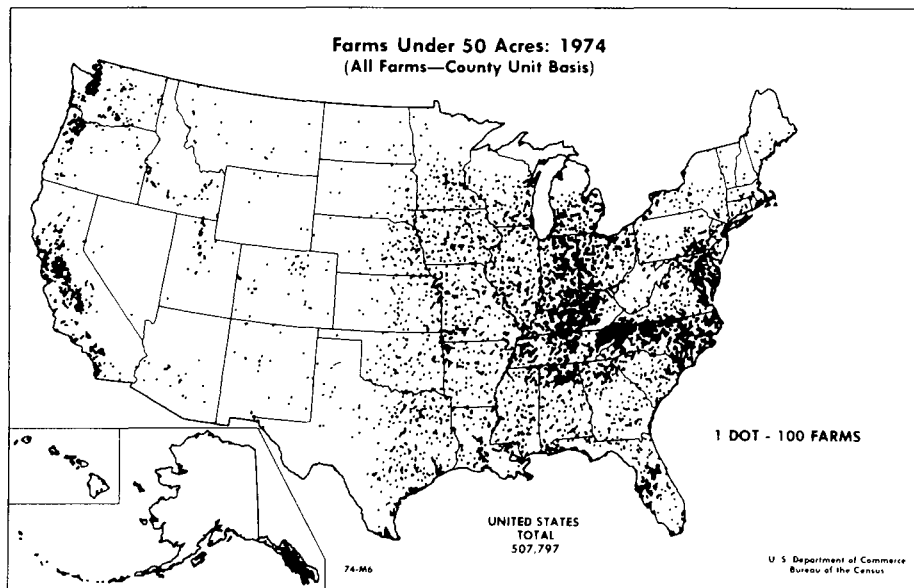 Farms Under 50 Acres: 1974
(All Farms—County Unit Basis)
1 DOT - 100 FARMS
UNITED STATES
TOTAL
507,797
74-M6
U S Department of Commerce
Bureau of the Census